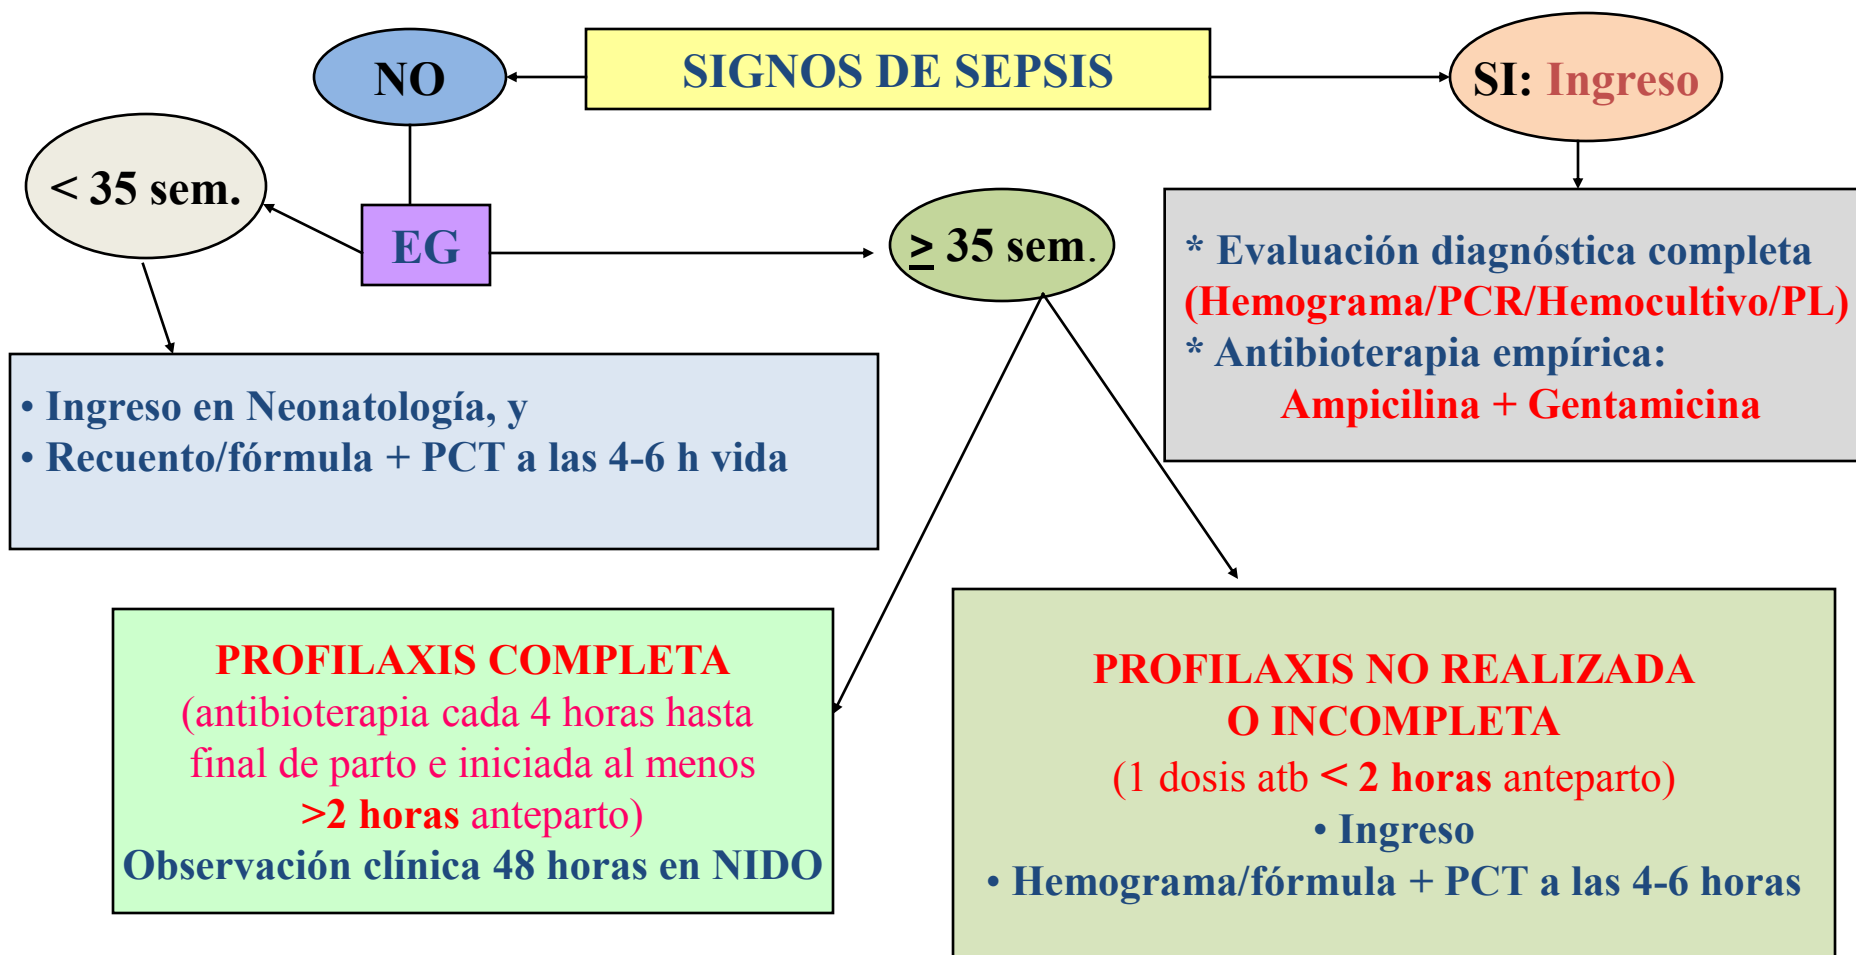 SIGNOS DE SEPSIS
NO
SI: Ingreso
< 35 sem.
EG
≥ 35 sem.
* Evaluación diagnóstica completa
(Hemograma/PCR/Hemocultivo/PL)
* Antibioterapia empírica:
Ampicilina + Gentamicina
• Ingreso en Neonatología, y
• Recuento/fórmula + PCT a las 4-6 h vida
PROFILAXIS COMPLETA
(antibioterapia cada 4 horas hasta
final de parto e iniciada al menos
>2 horas anteparto)
Observación clínica 48 horas en NIDO
PROFILAXIS NO REALIZADA
O INCOMPLETA
(1 dosis atb < 2 horas anteparto)
• Ingreso
• Hemograma/fórmula + PCT a las 4-6 horas